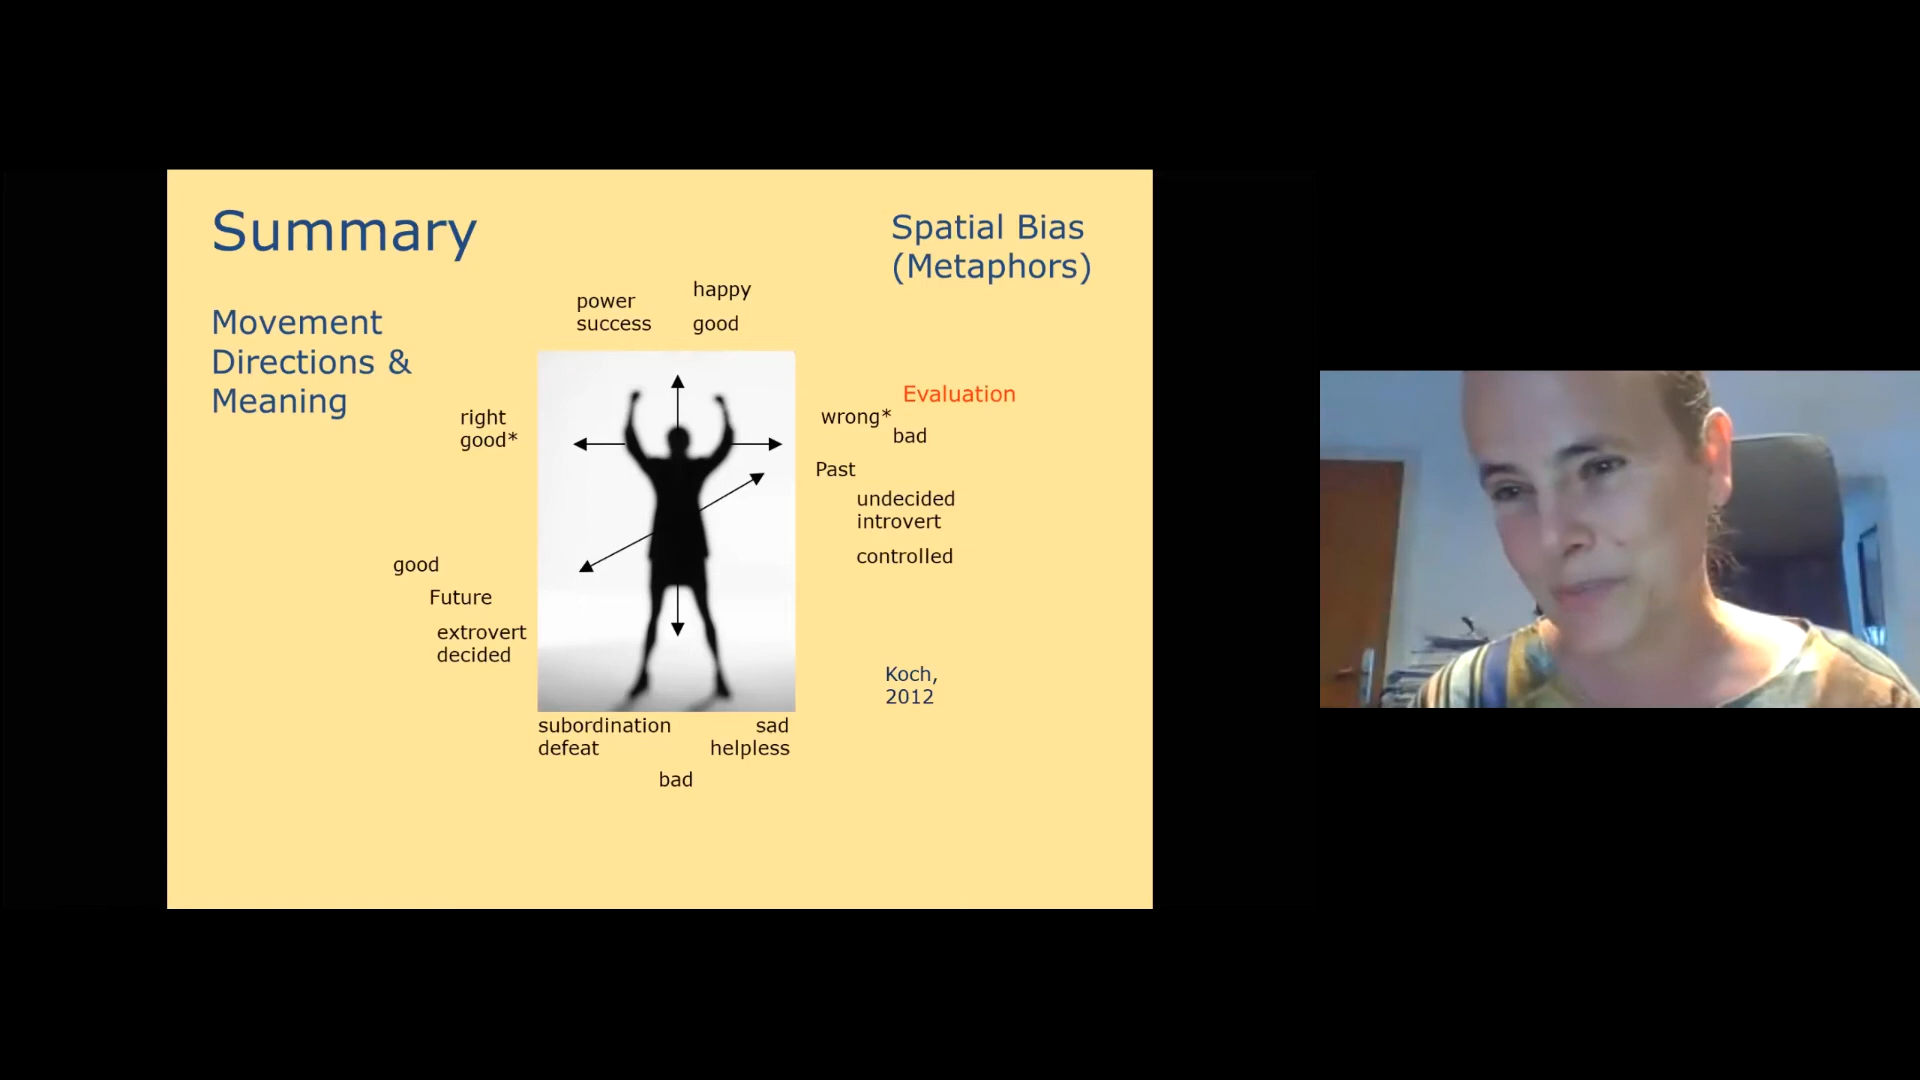 Summary
Spatial Bias
(Metaphors)
Movement
Directions &
Meaning
power
success
happy
good
Evaluation
right
good*
wrong*
bad
Past
undecided
introvert
controlled
good
Future
extrovert
decided
Koch,
2012
subordination
defeat
sad
helpless
bad